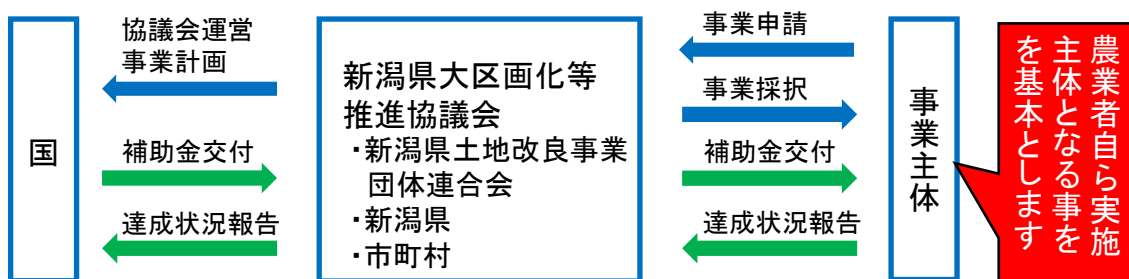 国
協議会運営
事業計画
補助金交付
達成状況報告
新潟県大区画化等
推進協議会
・新潟県土地改良事業
団体連合会
・新潟県
・市町村
事業申請
事業採択
補助金交付
達成状況報告
事業主体
農業者自ら実施
主体となる事を
を基本とします